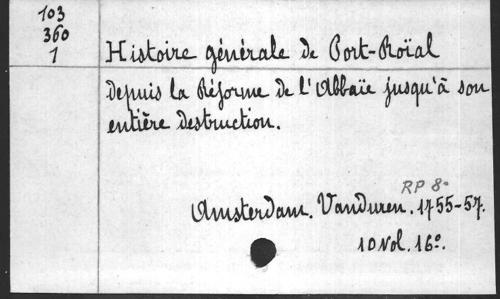 103
360
1
Histoire générale de Port-Roïal
depuis la Réforme de l'Abbaïe jusqu'à son
entière destruction.
RP 8-
Amsterdam. Vanduren. 1755-57.
10 Vol. 16º.